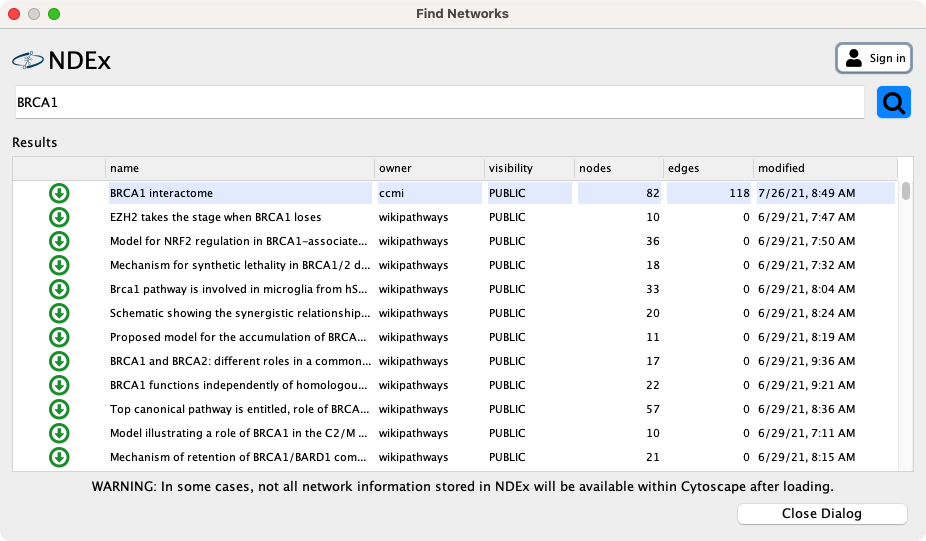 Find Networks
NDEx
Sign in
BRCA1
Results
name owner visibility nodes edges modified
BRCA1 interactome ccmi PUBLIC 82 118 7/26/21, 8:49 AM
EZH2 takes the stage when BRCA1 loses wikipathways PUBLIC 10 0 6/29/21, 7:47 AM
Model for NRF2 regulation in BRCA1-associate... wikipathways PUBLIC 36 0 6/29/21, 7:50 AM
Mechanism for synthetic lethality in BRCA1/2 d... wikipathways PUBLIC 18 0 6/29/21, 7:32 AM
Brca1 pathway is involved in microglia from hS... wikipathways PUBLIC 33 0 6/29/21, 8:04 AM
Schematic showing the synergistic relationship... wikipathways PUBLIC 20 0 6/29/21, 8:24 AM
Proposed model for the accumulation of BRCA... wikipathways PUBLIC 11 0 6/29/21, 8:19 AM
BRCA1 and BRCA2: different roles in a common... wikipathways PUBLIC 17 0 6/29/21, 9:36 AM
BRCA1 functions independently of homologou... wikipathways PUBLIC 22 0 6/29/21, 9:21 AM
Top canonical pathway is entitled, role of BRCA... wikipathways PUBLIC 57 0 6/29/21, 8:36 AM
Model illustrating a role of BRCA1 in the C2/M ... wikipathways PUBLIC 10 0 6/29/21, 7:11 AM
Mechanism of retention of BRCA1/BARD1 com... wikipathways PUBLIC 21 0 6/29/21, 8:15 AM
WARNING: In some cases, not all network information stored in NDEx will be available within Cytoscape after loading.
Close Dialog